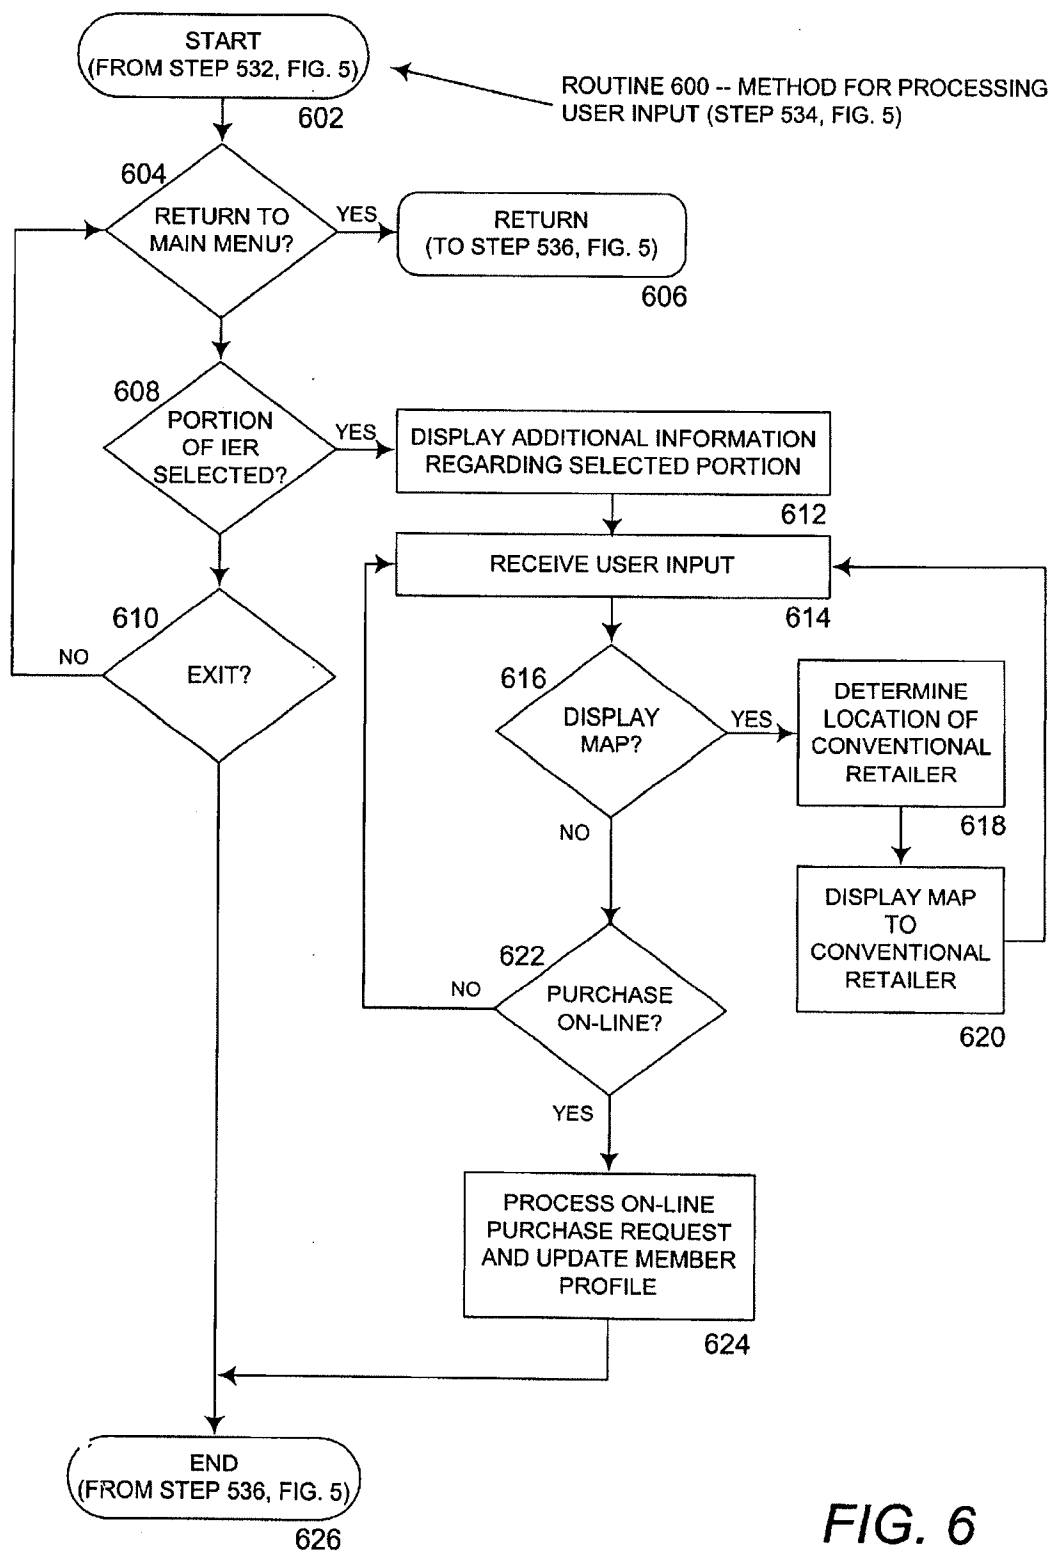 START
(FROM STEP 532, FIG. 5)
602
ROUTINE 600 -- METHOD FOR PROCESSING
USER INPUT (STEP 534, FIG. 5)
604
RETURN TO
MAIN MENU?
YES
RETURN
(TO STEP 536, FIG. 5)
606
608
PORTION
OF IER
SELECTED?
YES
DISPLAY ADDITIONAL INFORMATION
REGARDING SELECTED PORTION
612
RECEIVE USER INPUT
614
610
EXIT?
NO
616
DISPLAY
MAP?
YES
NO
DETERMINE
LOCATION OF
CONVENTIONAL
RETAILER
618
DISPLAY MAP
TO
CONVENTIONAL
RETAILER
620
622
PURCHASE
ON-LINE?
NO
YES
PROCESS ON-LINE
PURCHASE REQUEST
AND UPDATE MEMBER
PROFILE
624
END
(FROM STEP 536, FIG. 5)
626
FIG. 6